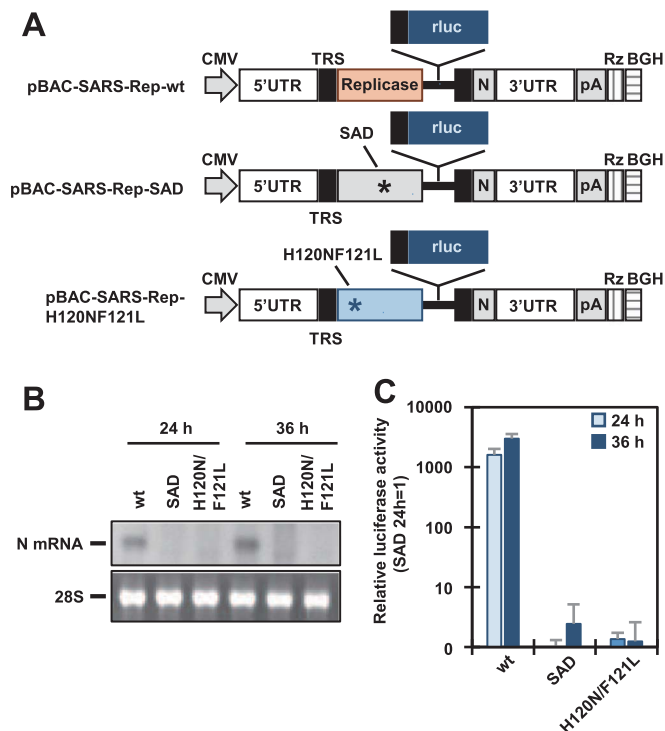 A
rluc
CMV TRS Rz BGH
pBAC-SARS-Rep-wt 5'UTR Replicase N 3'UTR pA
SAD rluc
CMV Rz BGH
pBAC-SARS-Rep-SAD 5'UTR * N 3'UTR pA
TRS
H120NF121L rluc
CMV Rz BGH
pBAC-SARS-Rep-
H120NF121L 5'UTR * N 3'UTR pA
TRS
B
24 h 36 h
wt SAD H120N/
F121L wt SAD H120N/
F121L
N mRNA
28S
C
Relative luciferase activity
(SAD 24h=1)
10000
1000
100
10
0
24 h
36 h
wt SAD H120N/F121L